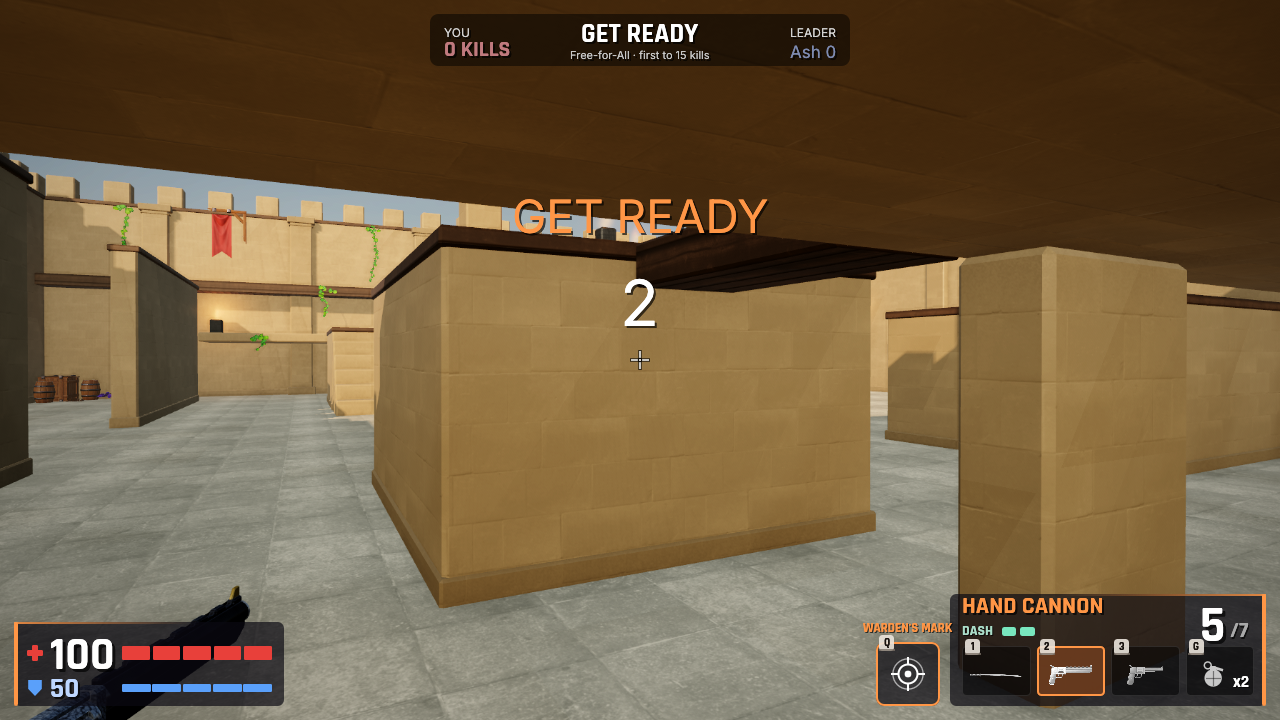 YOU
0 KILLS
GET READY
Free-for-All · first to 15 kills
LEADER
Ash 0
GET READY
2
100
50
WARDEN'S MARK
Q
HAND CANNON
DASH
5 /7
1
2
3
G
x2